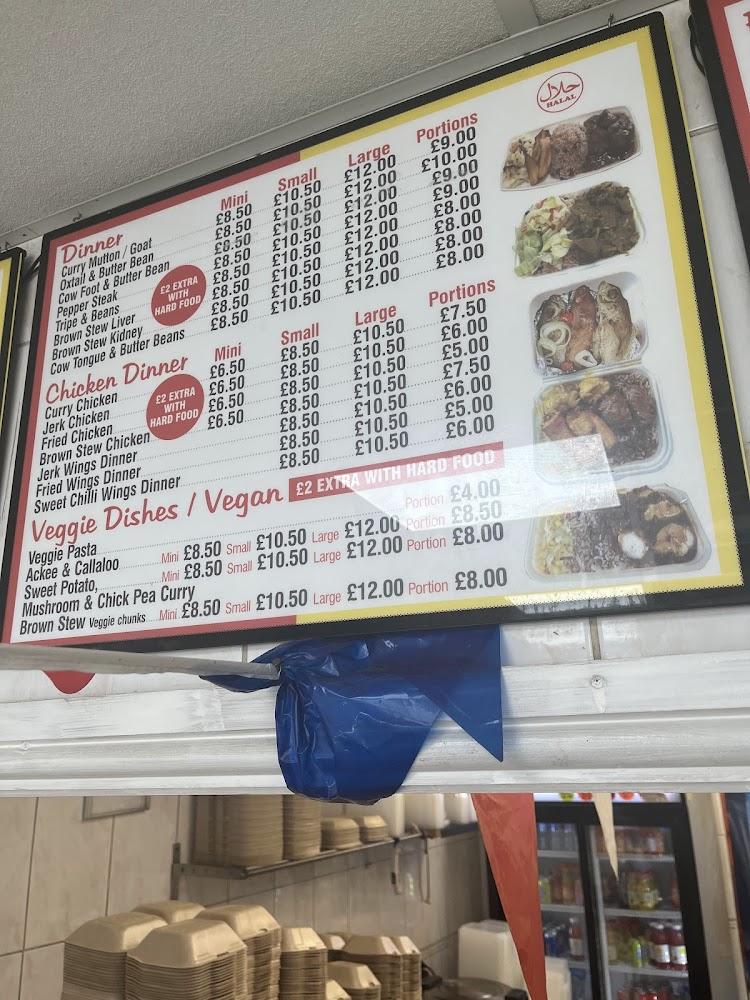 حلال
HALAL
Dinner Mini Small Large Portions
Curry Mutton / Goat £8.50 £10.50 £12.00 £9.00
Oxtail & Butter Bean £8.50 £10.50 £12.00 £10.00
Cow Foot & Butter Bean £8.50 £10.50 £12.00 £9.00
Pepper Steak £8.50 £10.50 £12.00 £9.00
Tripe & Beans £8.50 £10.50 £12.00 £8.00
Brown Stew Liver £8.50 £10.50 £12.00 £8.00
Brown Stew Kidney £8.50 £10.50 £12.00 £8.00
Cow Tongue & Butter Beans
£2 EXTRA
WITH
HARD FOOD
Chicken Dinner Mini Small Large Portions
Curry Chicken £6.50 £8.50 £10.50 £7.50
Jerk Chicken £6.50 £8.50 £10.50 £6.00
Fried Chicken £6.50 £8.50 £10.50 £5.00
Brown Stew Chicken £6.50 £8.50 £10.50 £7.50
Jerk Wings Dinner £8.50 £10.50 £6.00
Fried Wings Dinner £8.50 £10.50 £5.00
Sweet Chilli Wings Dinner £8.50 £10.50 £6.00
£2 EXTRA
WITH
HARD FOOD
Veggie Dishes / Vegan £2 EXTRA WITH HARD FOOD
Veggie Pasta Portion £4.00
Ackee & Callaloo Mini £8.50 Small £10.50 Large £12.00 Portion £8.50
Sweet Potato,
Mushroom & Chick Pea Curry Mini £8.50 Small £10.50 Large £12.00 Portion £8.00
Brown Stew Veggie chunks Mini £8.50 Small £10.50 Large £12.00 Portion £8.00